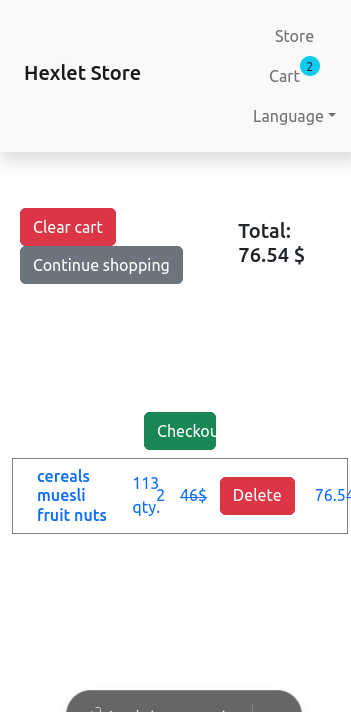 Store
Hexlet Store
Cart 2
Language
Clear cart
Total:
76.54 $
Continue shopping
Checkou
cereals
muesli
fruit nuts
113
qty.
2
46$
Delete
76.54